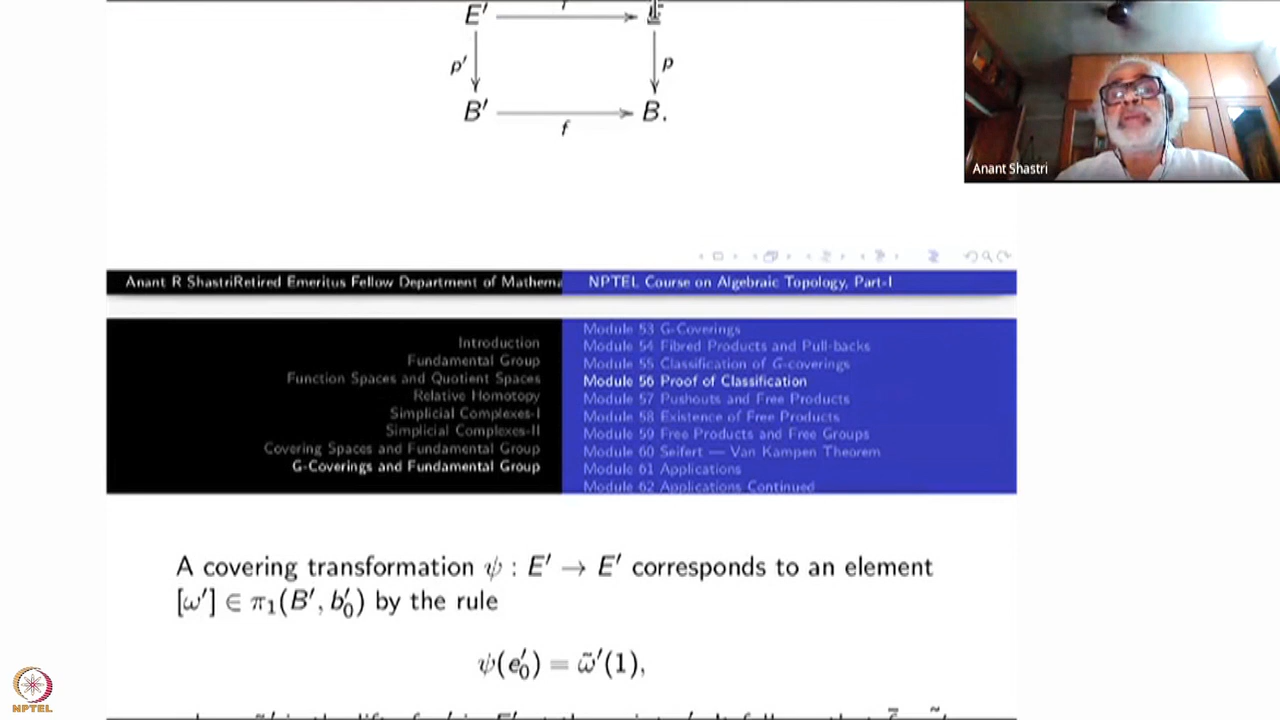 E′
p′
p
B′
B.
f
Anant Shastri
Anant R ShastriRetired Emeritus Fellow Department of Mathema
NPTEL Course on Algebraic Topology, Part-I
Introduction
Fundamental Group
Function Spaces and Quotient Spaces
Relative Homotopy
Simplicial Complexes-I
Simplicial Complexes-II
Covering Spaces and Fundamental Group
G-Coverings and Fundamental Group
Module 53 G-Coverings
Module 54 Fibred Products and Pull-backs
Module 55 Classification of G-coverings
Module 56 Proof of Classification
Module 57 Pushouts and Free Products
Module 58 Existence of Free Products
Module 59 Free Products and Free Groups
Module 60 Seifert — Van Kampen Theorem
Module 61 Applications
Module 62 Applications Continued
A covering transformation ψ : E′ → E′ corresponds to an element
[ω′] ∈ π₁(B′, b′₀) by the rule
ψ(e′₀) = ω̃′(1),
NPTEL